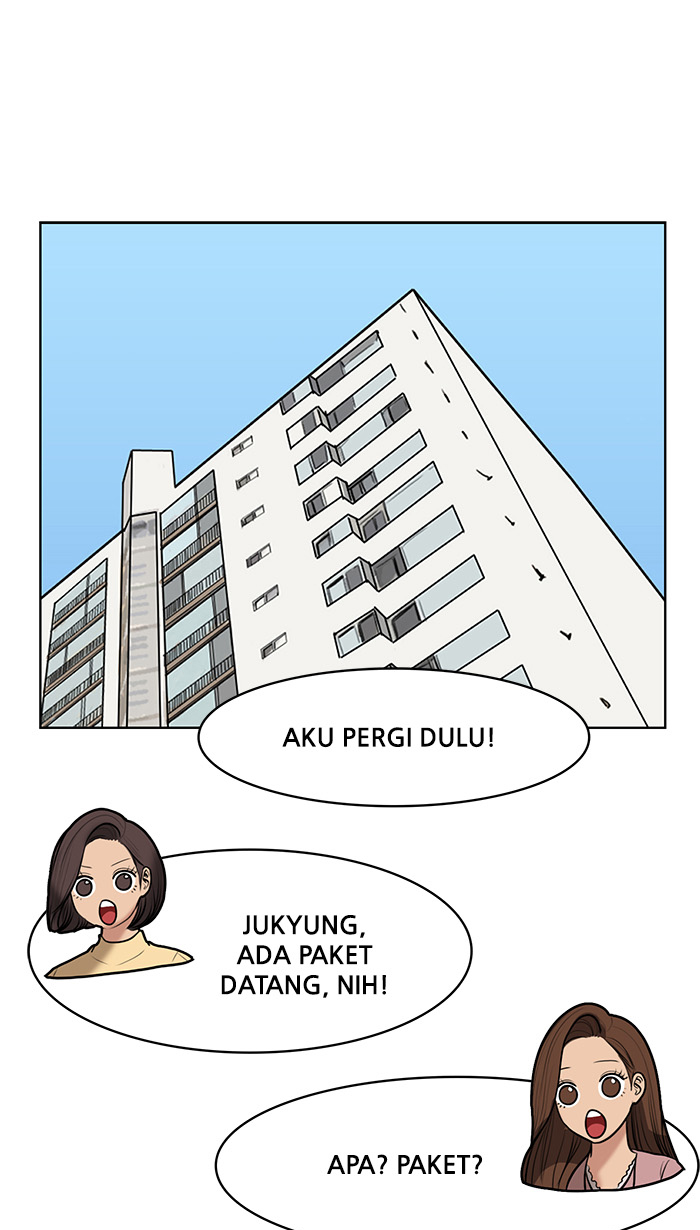 AKU PERGI DULU!
JUKYUNG,
ADA PAKET
DATANG, NIH!
APA? PAKET?